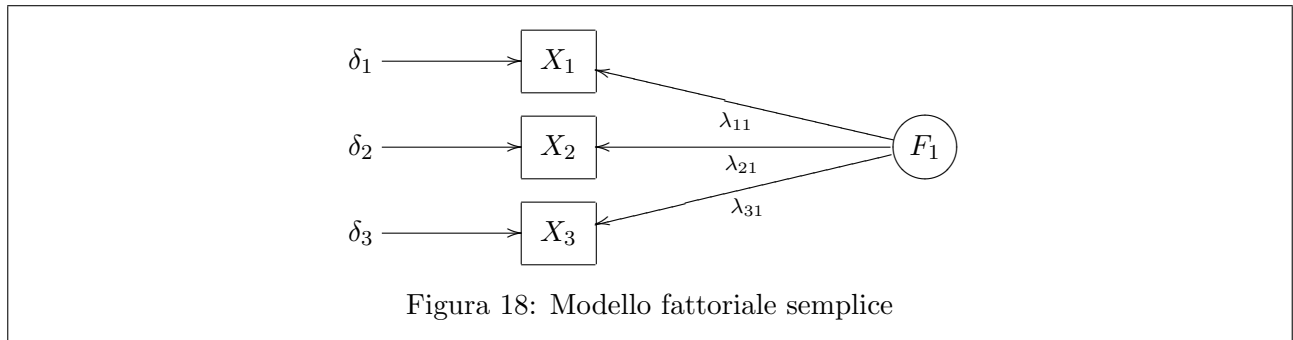 δ1 X1
λ11
δ2 X2 F1
λ21
λ31
δ3 X3
Figura 18: Modello fattoriale semplice